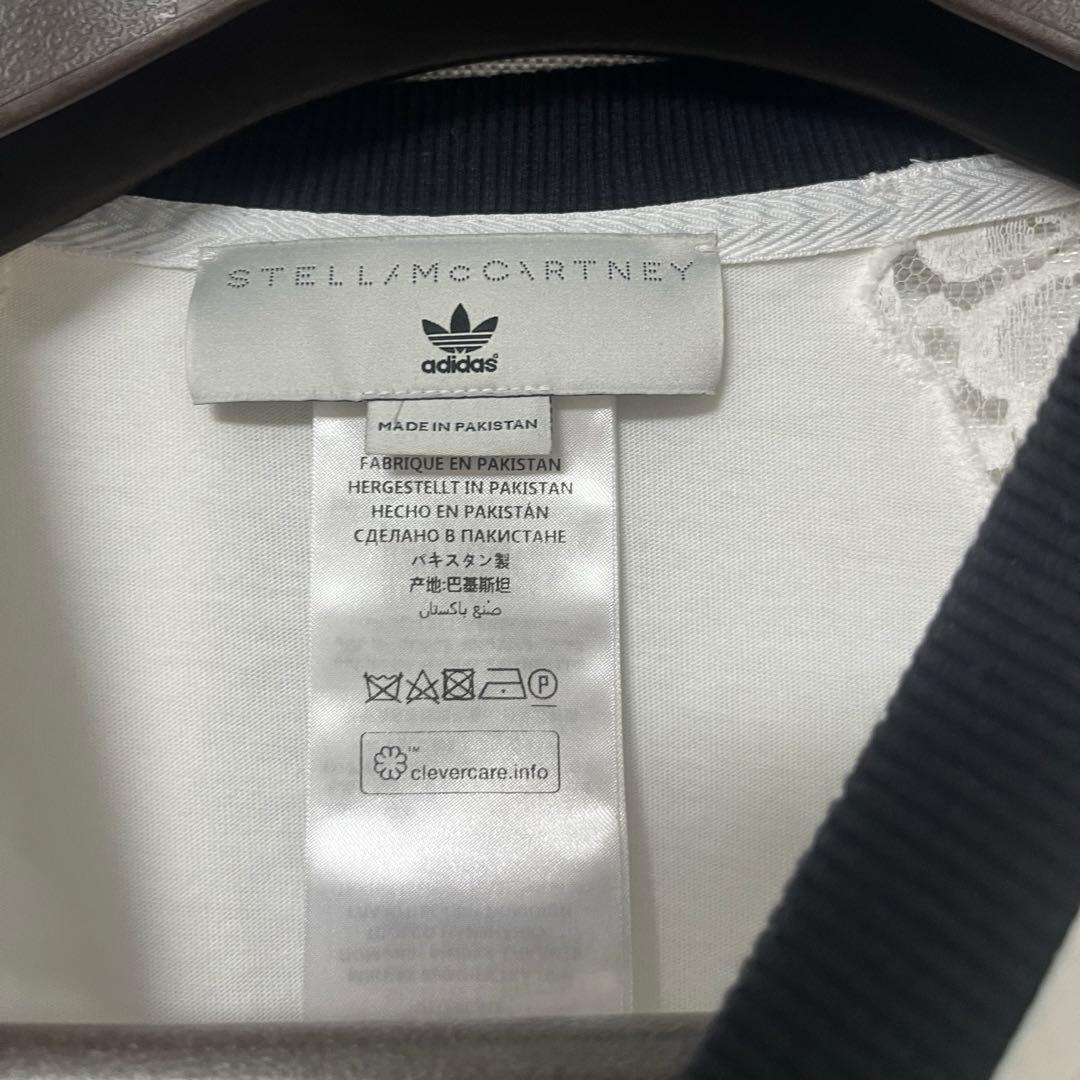 STELLA McCARTNEY
adidas®
MADE IN PAKISTAN
FABRIQUE EN PAKISTAN
HERGESTELLT IN PAKISTAN
HECHO EN PAKISTÁN
СДЕЛАНО В ПАКИСТАНЕ
パキスタン製
产地:巴基斯坦
صنع باكستان
P
™
clevercare.info